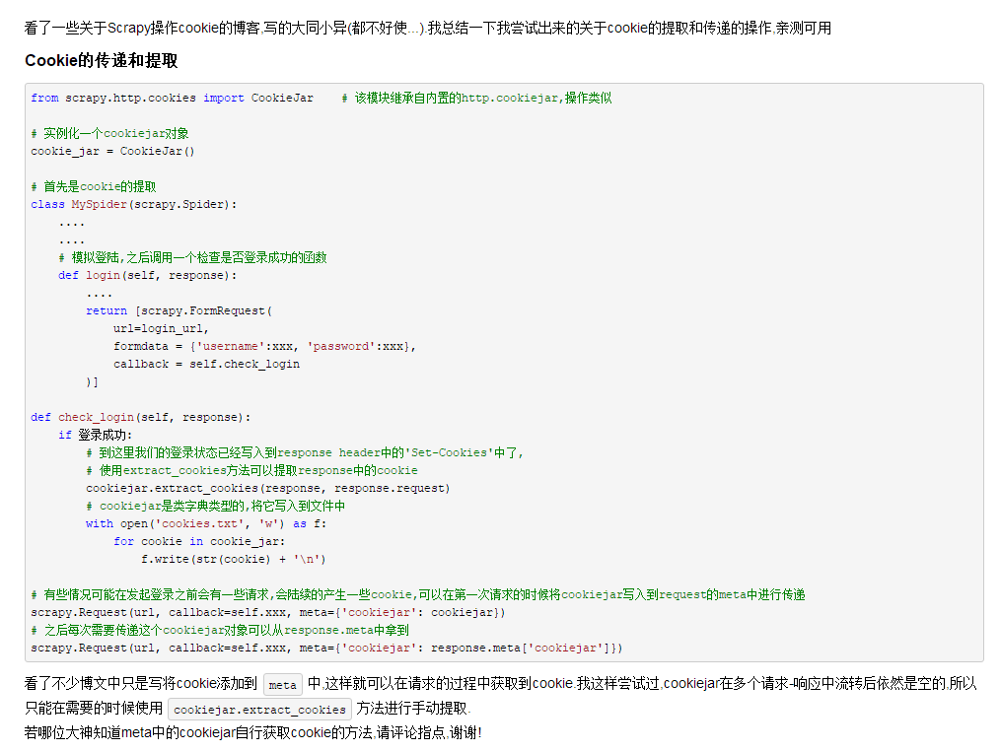 看了一些关于Scrapy操作cookie的博客,写的大同小异(都不好使...).我总结一下我尝试出来的关于cookie的提取和传递的操作,亲测可用
Cookie的传递和提取
from scrapy.http.cookies import CookieJar    # 该模块继承自内置的http.cookiejar,操作类似
# 实例化一个cookiejar对象
cookie_jar = CookieJar()
# 首先是cookie的提取
class MySpider(scrapy.Spider):
    ....
    ....
    # 模拟登陆,之后调用一个检查是否登录成功的函数
    def login(self, response):
        ....
        return [scrapy.FormRequest(
            url=login_url,
            formdata = {'username':xxx, 'password':xxx},
            callback = self.check_login
        )]
def check_login(self, response):
    if 登录成功:
        # 到这里我们的登录状态已经写入到response header中的'Set-Cookies'中了,
        # 使用extract_cookies方法可以提取response中的cookie
        cookiejar.extract_cookies(response, response.request)
        # cookiejar是类字典类型的,将它写入到文件中
        with open('cookies.txt', 'w') as f:
            for cookie in cookie_jar:
                f.write(str(cookie) + '\n')
# 有些情况可能在发起登录之前会有一些请求,会陆续的产生一些cookie,可以在第一次请求的时候将cookiejar写入到request的meta中进行传递
scrapy.Request(url, callback=self.xxx, meta={'cookiejar': cookiejar})
# 之后每次需要传递这个cookiejar对象可以从response.meta中拿到
scrapy.Request(url, callback=self.xxx, meta={'cookiejar': response.meta['cookiejar']})
看了不少博文中只是写将cookie添加到 meta 中,这样就可以在请求的过程中获取到cookie.我这样尝试过,cookiejar在多个请求-响应中流转后依然是空的,所以
只能在需要的时候使用 cookiejar.extract_cookies 方法进行手动提取.
若哪位大神知道meta中的cookiejar自行获取cookie的方法,请评论指点,谢谢!